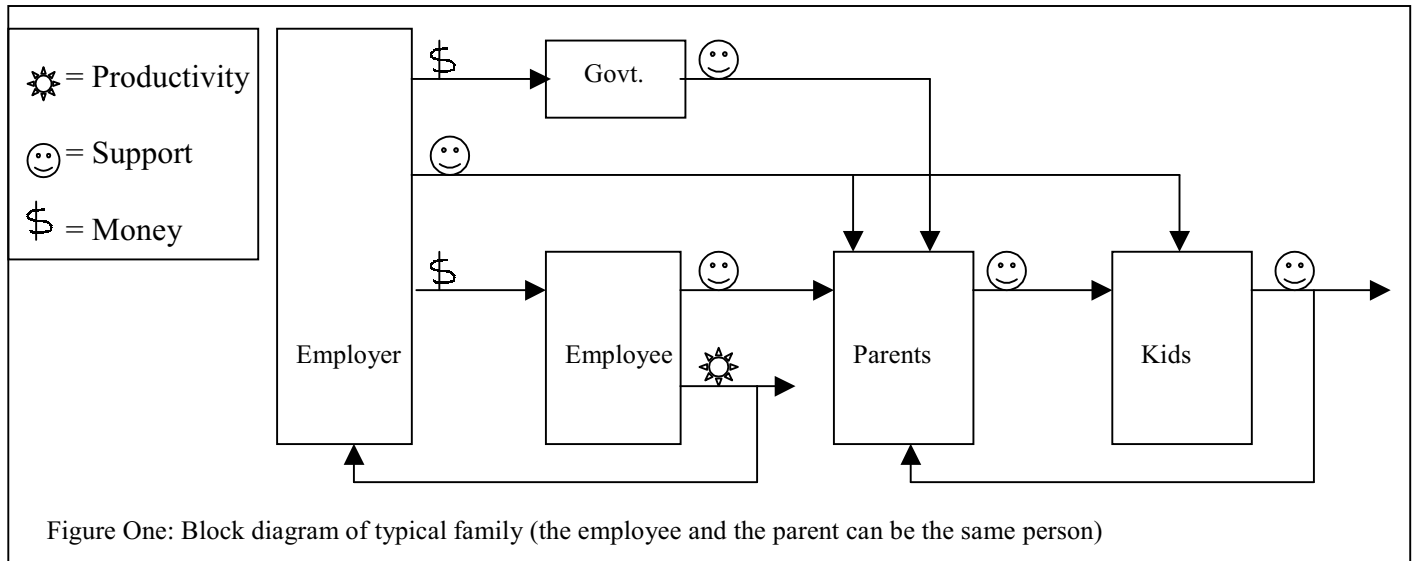 = Productivity
= Support
$ = Money
$
Govt.
$
Employer
Employee
Parents
Kids
Figure One: Block diagram of typical family (the employee and the parent can be the same person)